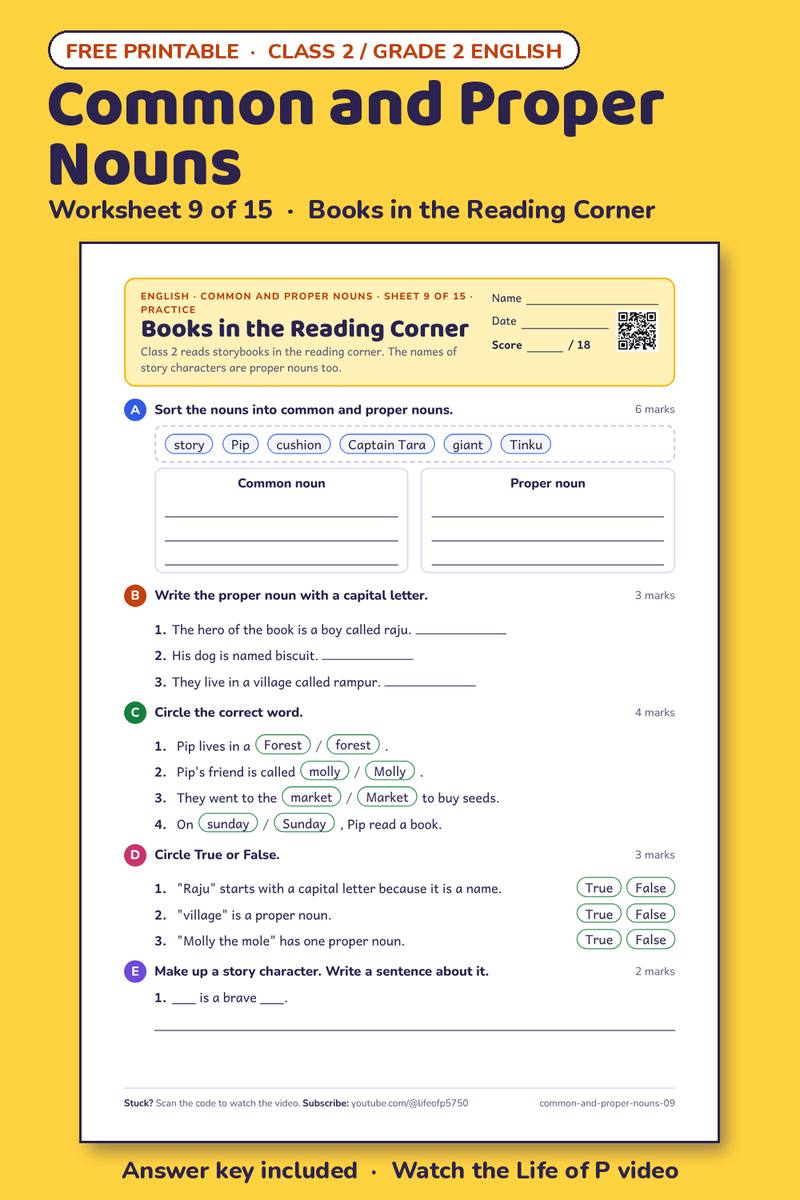 FREE PRINTABLE · CLASS 2 / GRADE 2 ENGLISH
Common and Proper
Nouns
Worksheet 9 of 15 · Books in the Reading Corner
ENGLISH · COMMON AND PROPER NOUNS · SHEET 9 OF 15 ·
PRACTICE
Books in the Reading Corner
Class 2 reads storybooks in the reading corner. The names of
story characters are proper nouns too.
Name ____________________
Date ______________
Score ______ / 18
A Sort the nouns into common and proper nouns. 6 marks
story Pip cushion Captain Tara giant Tinku
Common noun Proper noun
B Write the proper noun with a capital letter. 3 marks
1. The hero of the book is a boy called raju. ______________
2. His dog is named biscuit. ______________
3. They live in a village called rampur. ______________
C Circle the correct word. 4 marks
1. Pip lives in a Forest / forest .
2. Pip's friend is called molly / Molly .
3. They went to the market / Market to buy seeds.
4. On sunday / Sunday , Pip read a book.
D Circle True or False. 3 marks
1. "Raju" starts with a capital letter because it is a name. True False
2. "village" is a proper noun. True False
3. "Molly the mole" has one proper noun. True False
E Make up a story character. Write a sentence about it. 2 marks
1. ____ is a brave ____.
Stuck? Scan the code to watch the video. Subscribe: youtube.com/@lifeofp5750 common-and-proper-nouns-09
Answer key included · Watch the Life of P video